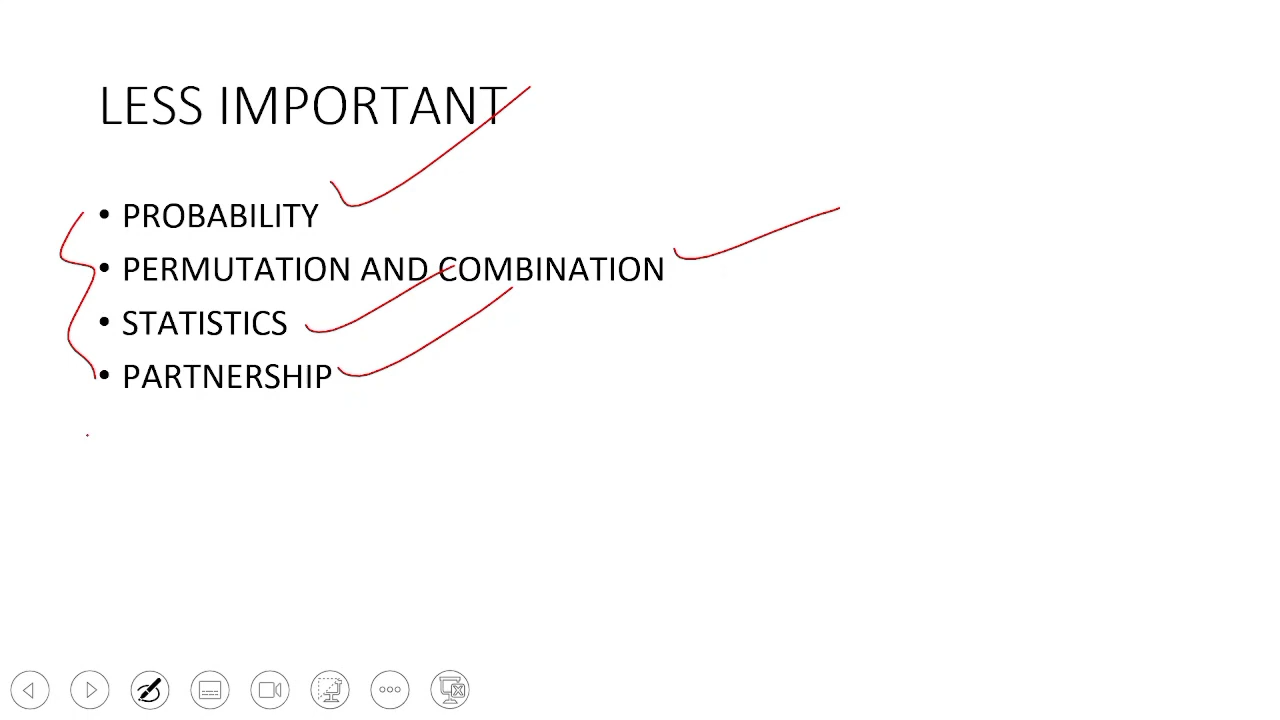 LESS IMPORTANT
• PROBABILITY
• PERMUTATION AND COMBINATION
• STATISTICS
• PARTNERSHIP